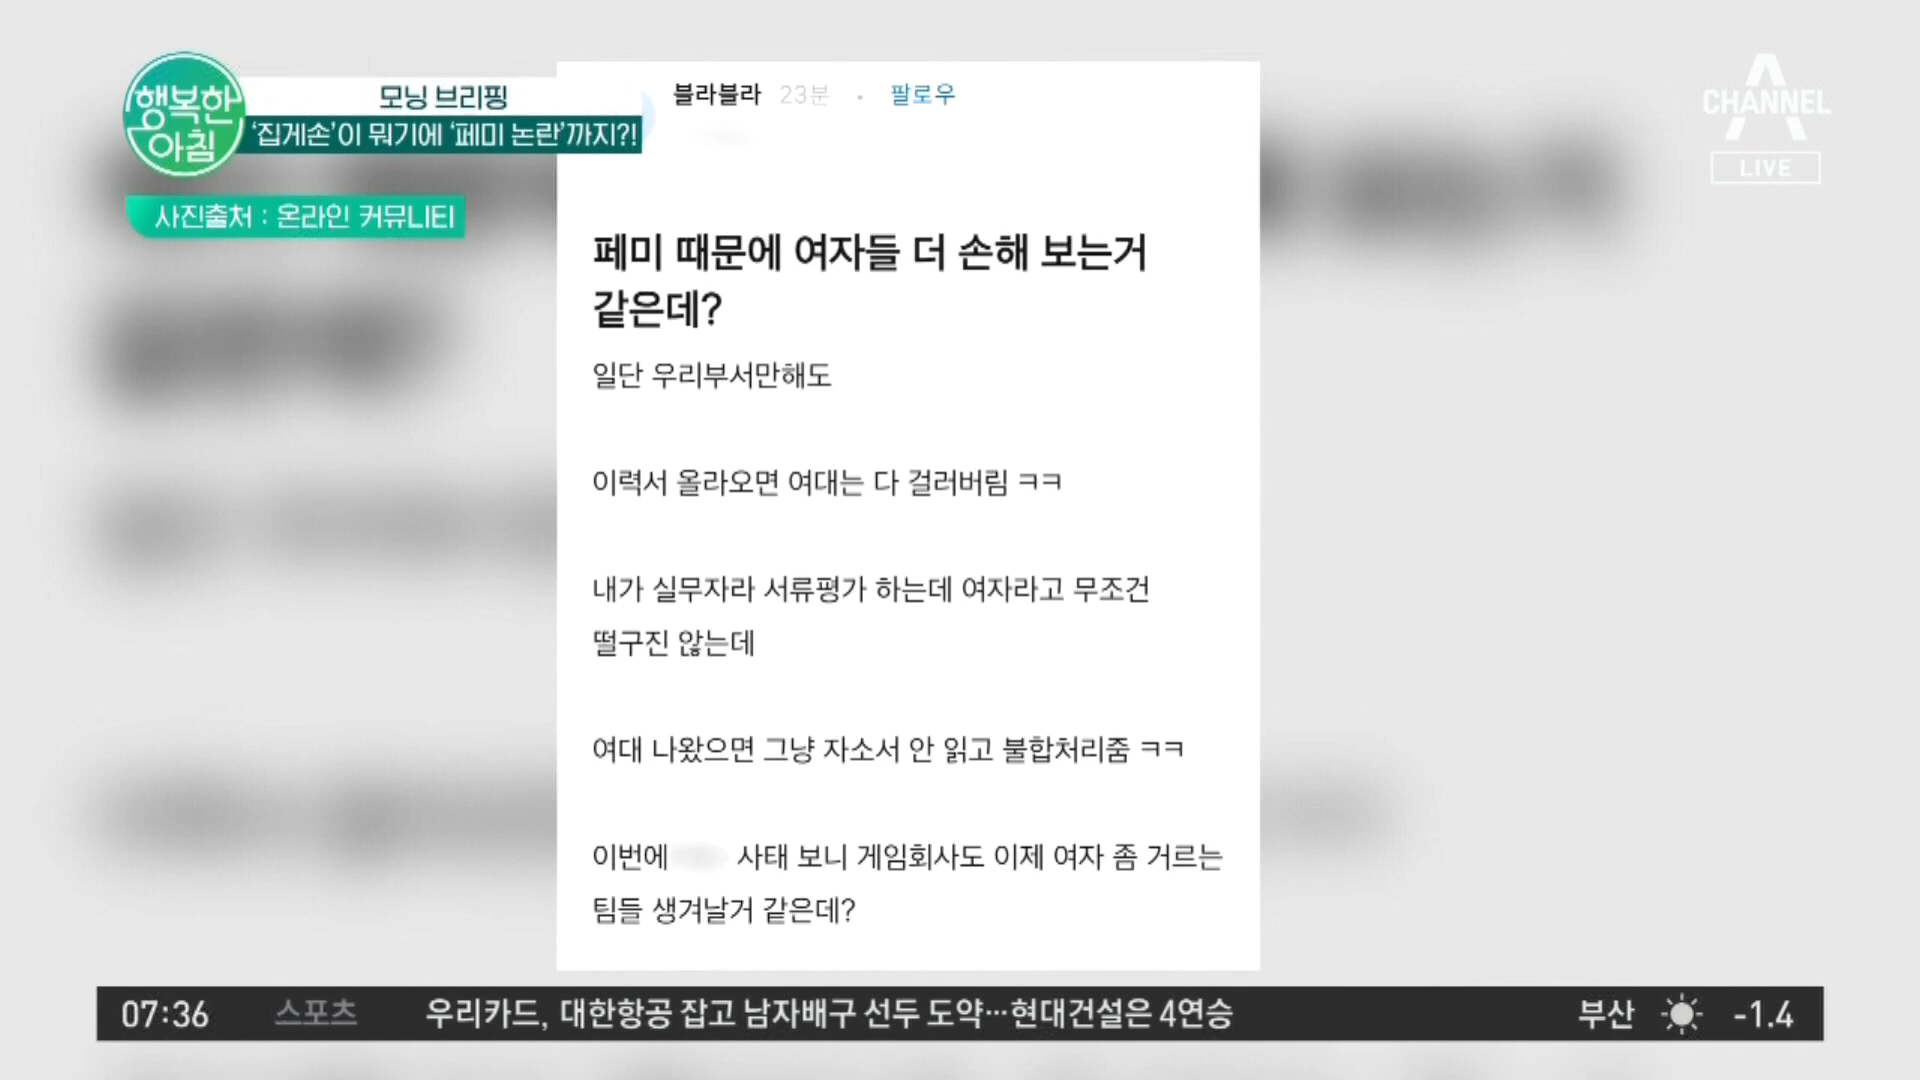 행복한
아침
모닝 브리핑
‘집게손’이 뭐기에 ‘페미 논란’까지?!
사진출처 : 온라인 커뮤니티
CHANNEL A
LIVE
블라블라 23분 · 팔로우
페미 때문에 여자들 더 손해 보는거
같은데?
일단 우리부서만해도
이력서 올라오면 여대는 다 걸러버림 ㅋㅋ
내가 실무자라 서류평가 하는데 여자라고 무조건
떨구진 않는데
여대 나왔으면 그냥 자소서 안 읽고 불합처리줌 ㅋㅋ
이번에 사태 보니 게임회사도 이제 여자 좀 거르는
팀들 생겨날거 같은데?
07:36 스포츠 우리카드, 대한항공 잡고 남자배구 선두 도약…현대건설은 4연승 부산 -1.4